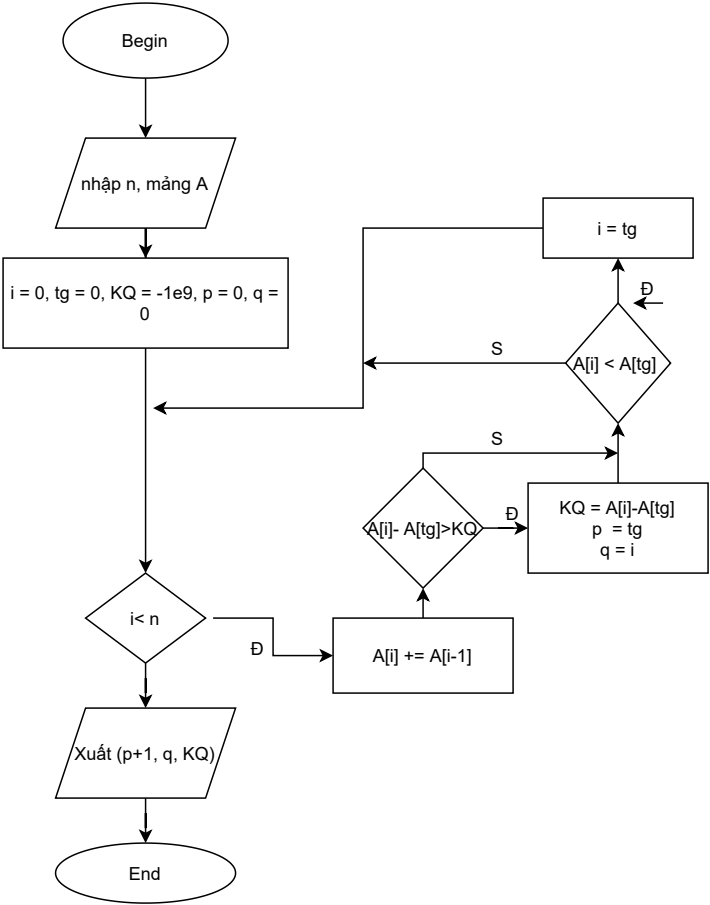 Begin
nhập n, mảng A
i = 0, tg = 0, KQ = -1e9, p = 0, q =
0
i = tg
Đ
A[i] < A[tg]
S
S
KQ = A[i]-A[tg]
p = tg
q = i
Đ
A[i]- A[tg]>KQ
i< n
Đ
A[i] += A[i-1]
Xuất (p+1, q, KQ)
End